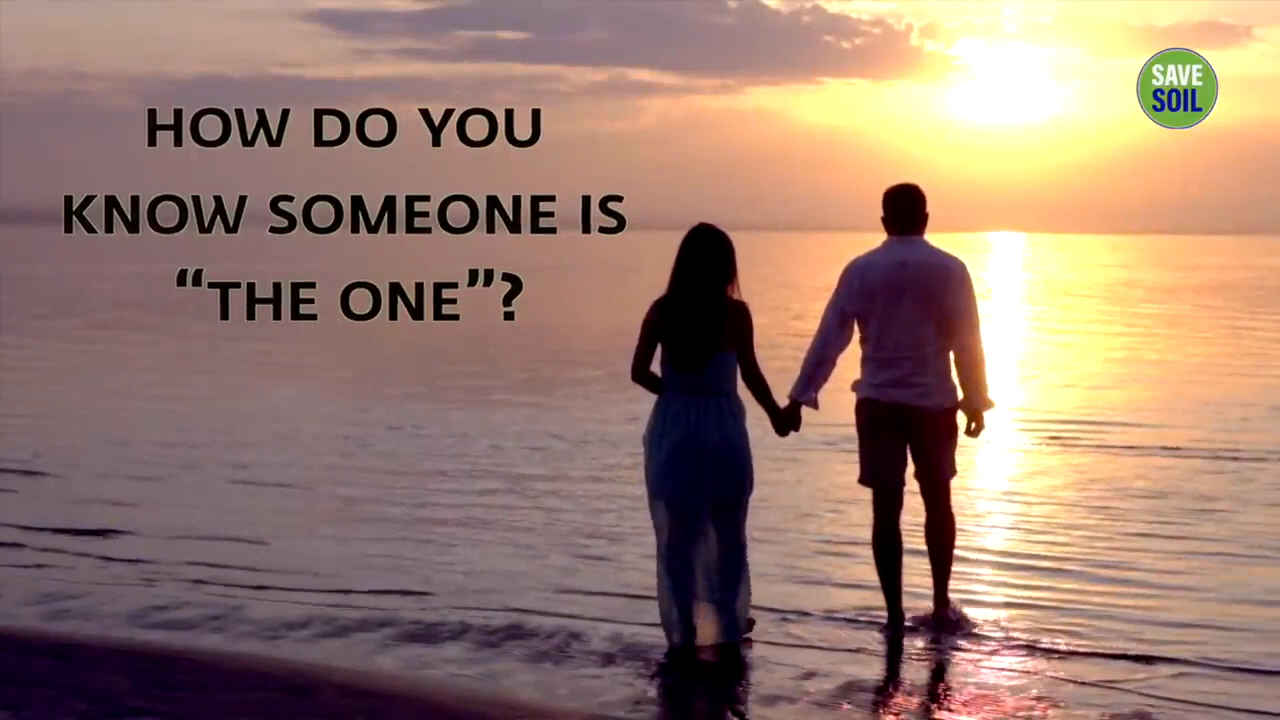 HOW DO YOU
KNOW SOMEONE IS
“THE ONE”?
SAVE
SOIL